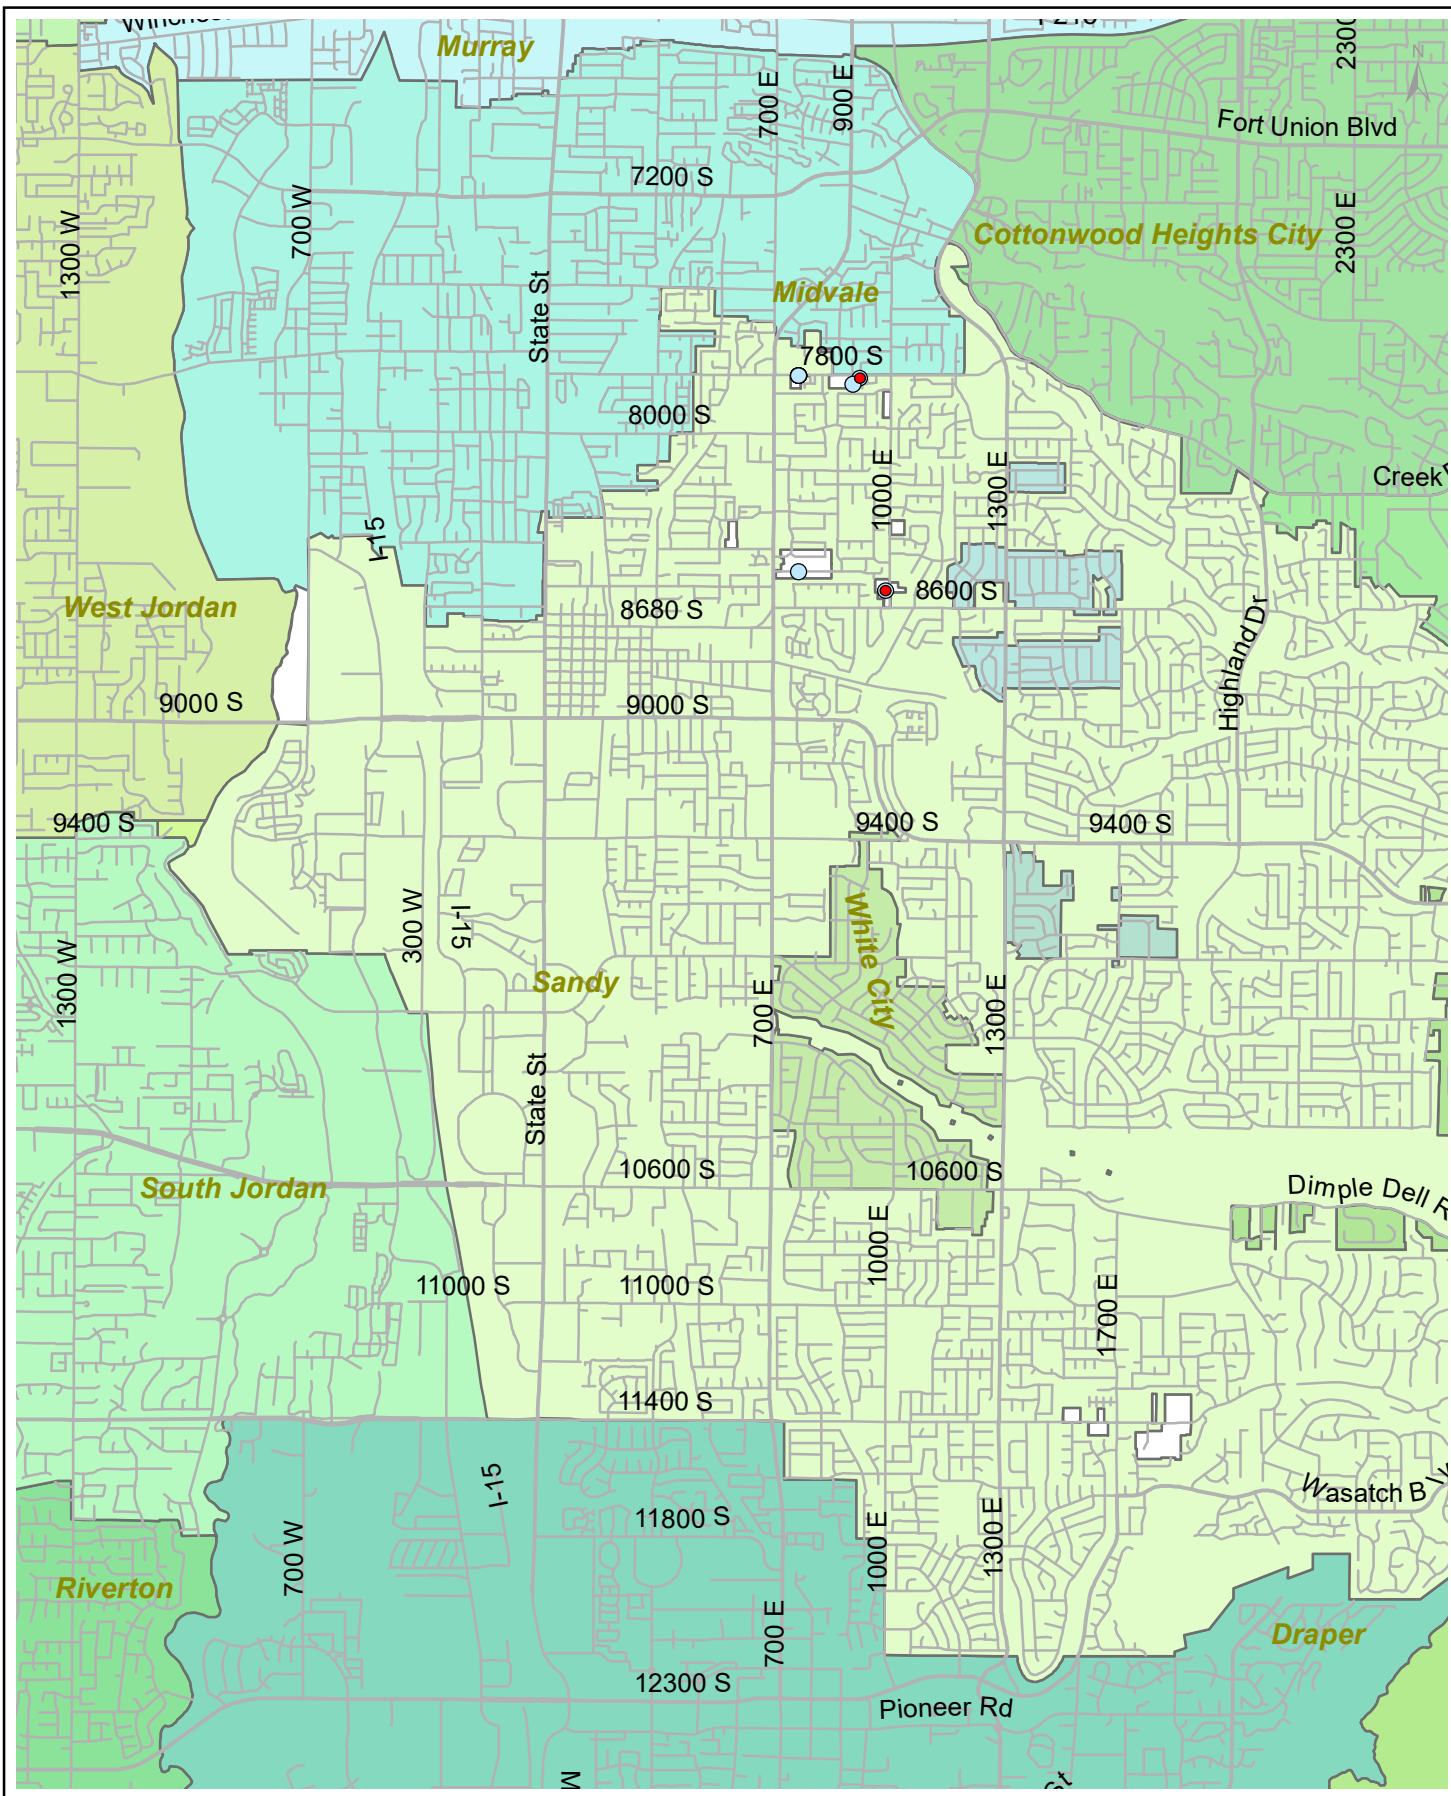 Murray
2300
N
700 E
900 E
Fort Union Blvd
7200 S
1300 W
700 W
2300 E
Cottonwood Heights City
State St
Midvale
7800 S
8000 S
1000 E
1300 E
Creek
I-15
West Jordan
8600 S
8680 S
Highland Dr
9000 S
9000 S
9400 S
9400 S
9400 S
300 W
I-15
White City
1300 W
Sandy
700 E
1300 E
State St
10600 S
10600 S
South Jordan
Dimple Dell R
1000 E
11000 S
11000 S
1700 E
11400 S
I-15
Wasatch Blv
11800 S
700 W
1000 E
1300 E
Riverton
700 E
Draper
12300 S
Pioneer Rd
M
St